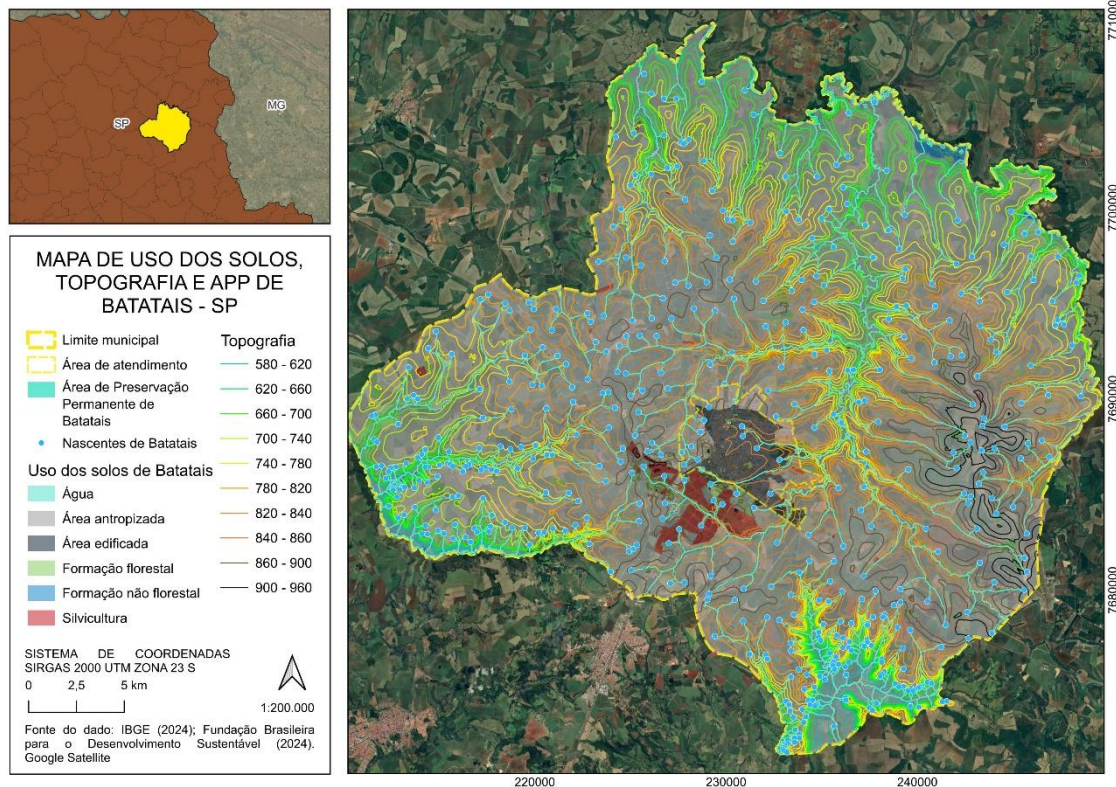 SP
MG
MAPA DE USO DOS SOLOS,
TOPOGRAFIA E APP DE
BATATAIS - SP
Limite municipal
Área de atendimento
Área de Preservação
Permanente de
Batatais
Nascentes de Batatais
Uso dos solos de Batatais
Água
Área antropizada
Área edificada
Formação florestal
Formação não florestal
Silvicultura
Topografia
580 - 620
620 - 660
660 - 700
700 - 740
740 - 780
780 - 820
820 - 840
840 - 860
860 - 900
900 - 960
SISTEMA DE COORDENADAS
SIRGAS 2000 UTM ZONA 23 S
0 2,5 5 km
1:200.000
Fonte do dado: IBGE (2024); Fundação Brasileira
para o Desenvolvimento Sustentável (2024).
Google Satellite
7710000
7700000
7690000
7680000
220000
230000
240000